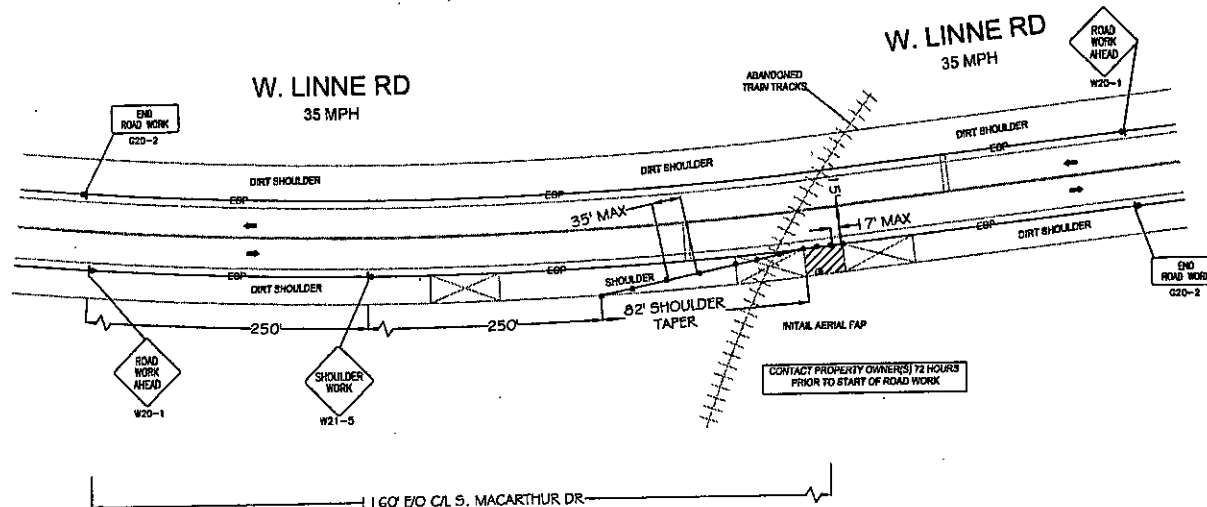 W. LINNE RD
35 MPH
ROAD
WORK
AHEAD
W20-1
W. LINNE RD
35 MPH
ABANDONED
TRAIN TRACKS
END
ROAD WORK
G20-2
DIRT SHOULDER
DIRT SHOULDER
DIRT SHOULDER
EOP
EOP
EOP
15'
35' MAX
17' MAX
EOP
EOP
EOP
DIRT SHOULDER
SHOULDER
DIRT SHOULDER
END
ROAD WORK
G20-2
250'
250'
82' SHOULDER
TAPER
INITAIL AERIAL FAP
ROAD
WORK
AHEAD
W20-1
SHOULDER
WORK
W21-5
CONTACT PROPERTY OWNER(S) 72 HOURS
PRIOR TO START OF ROAD WORK
1160' E/O C/L S. MACARTHUR DR